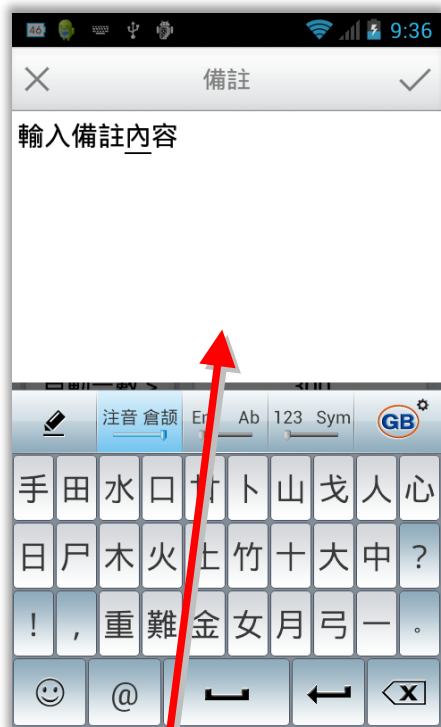 46 9:36
備註
輸入備註內容
注音 倉颉 En Ab 123 Sym GB
手 田 水 口 廿 卜 山 戈 人 心
日 尸 木 火 土 竹 十 大 中 ?
! , 重 難 金 女 月 弓 一 。
@